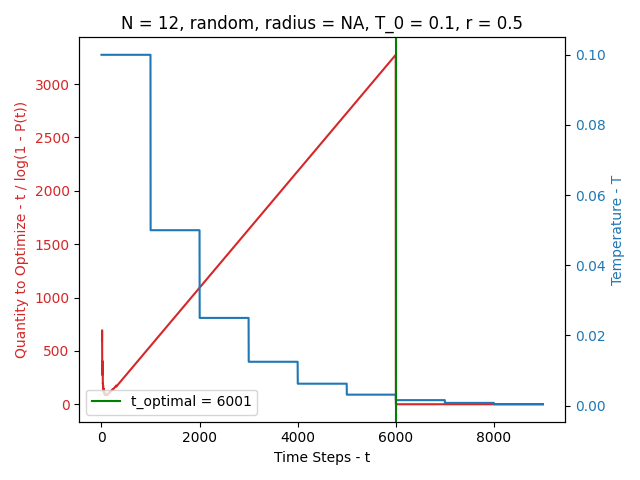 N = 12, random, radius = NA, T_0 = 0.1, r = 0.5
Quantity to Optimize - t / log(1 - P(t))
3000
2500
2000
1500
1000
500
0
0.10
0.08
0.06
0.04
0.02
0.00
Temperature - T
t_optimal = 6001
0 2000 4000 6000 8000
Time Steps - t